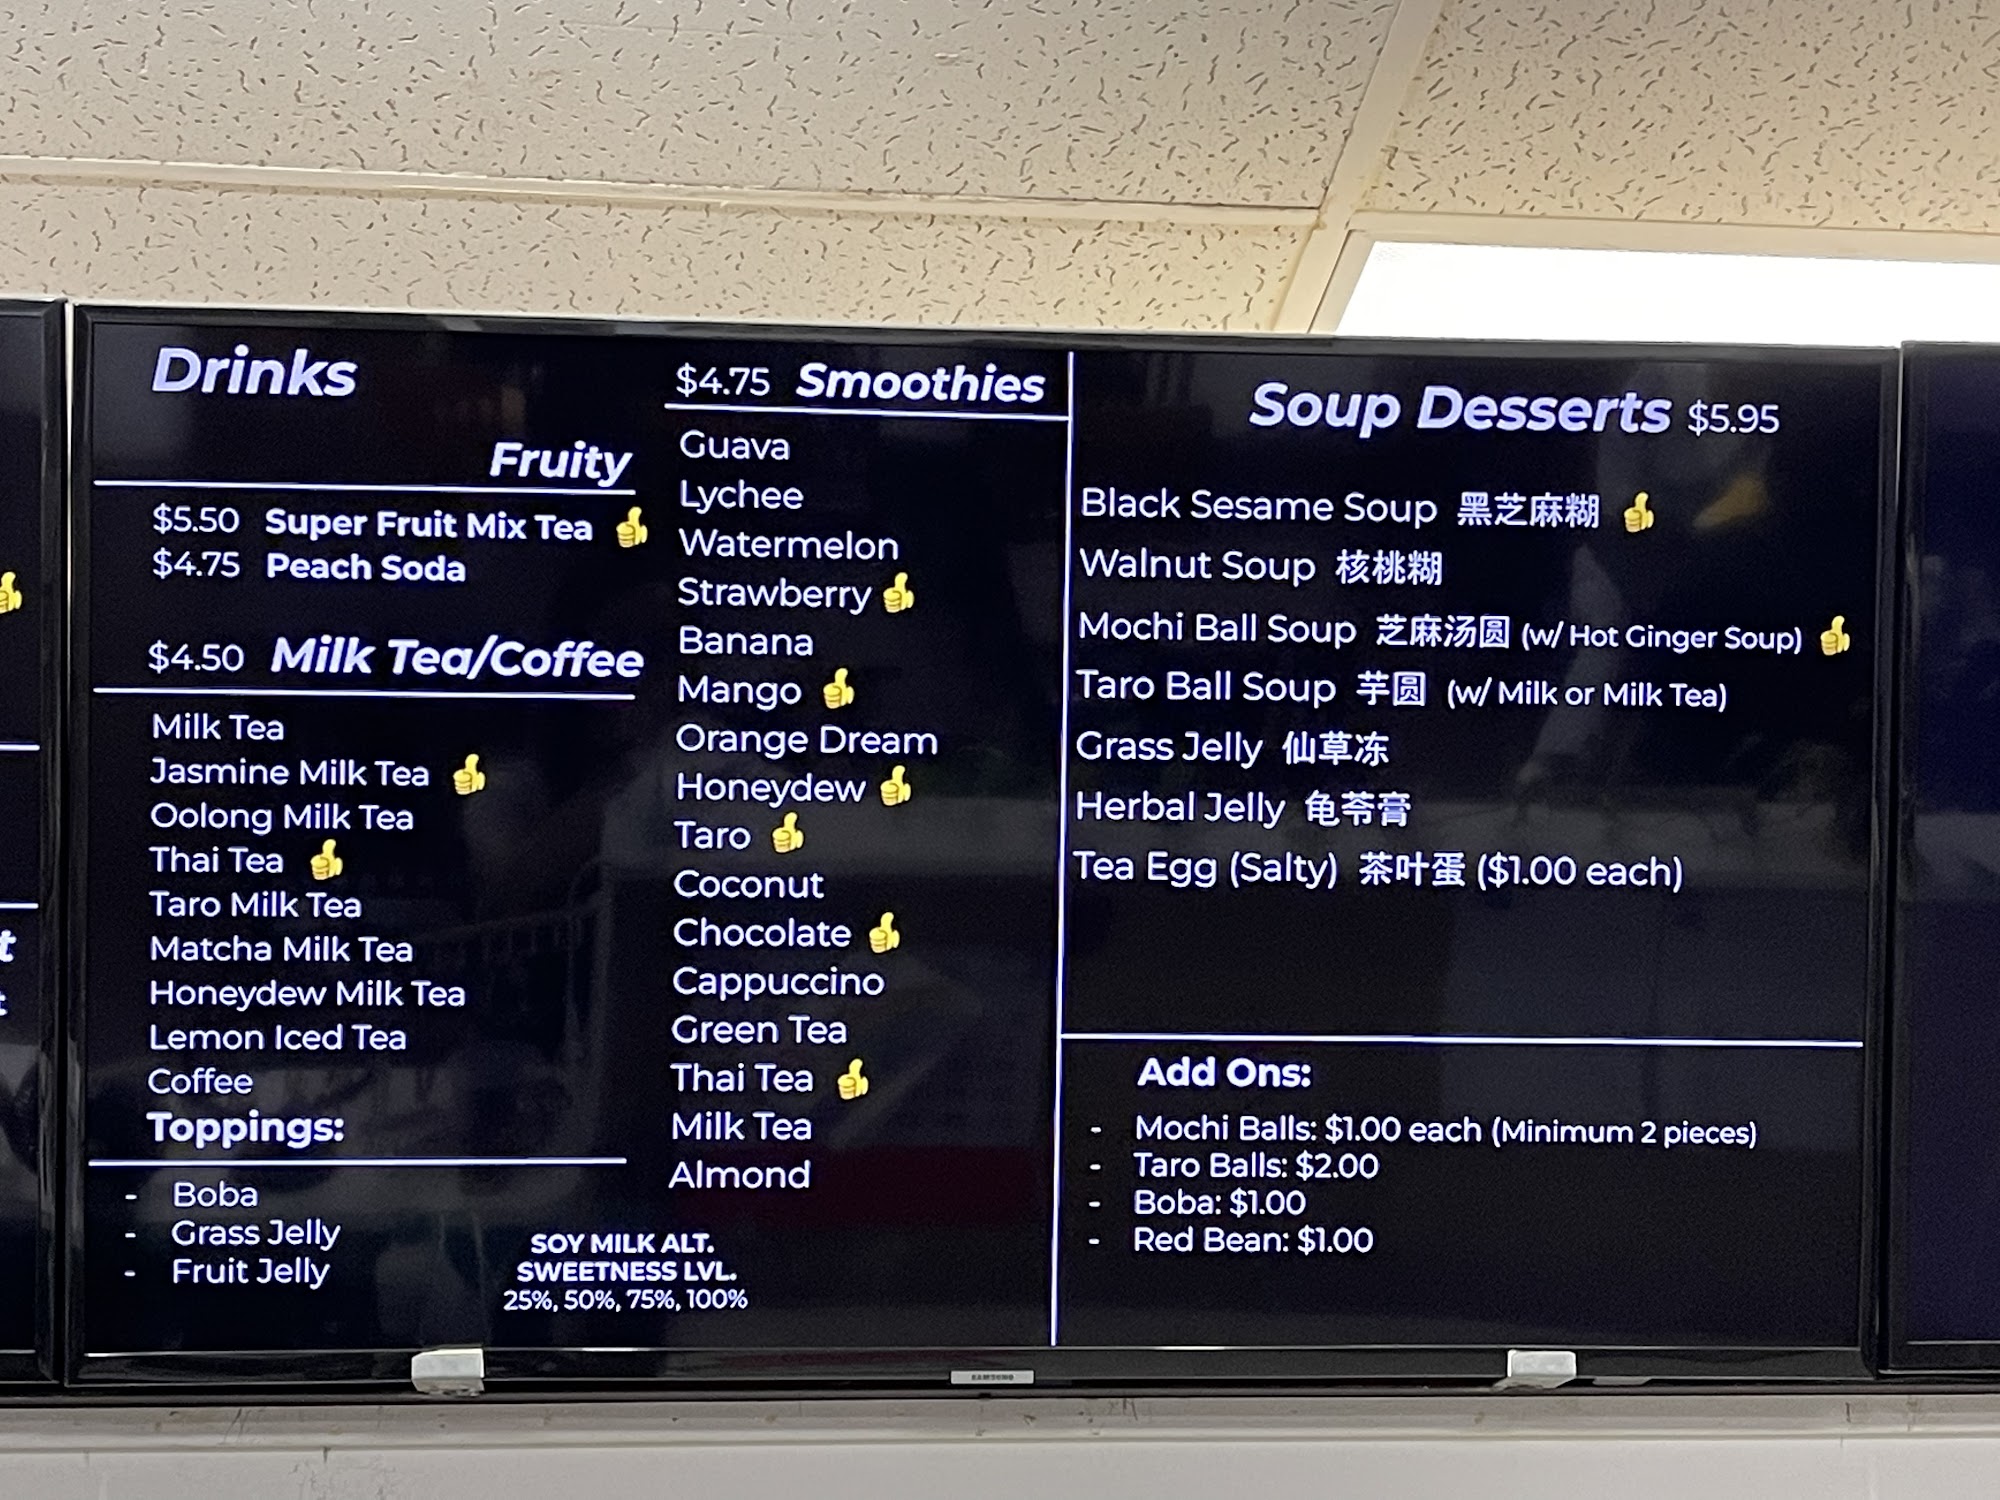 Drinks
Fruity
$5.50 Super Fruit Mix Tea 👍
$4.75 Peach Soda
$4.50 Milk Tea/Coffee
Milk Tea
Jasmine Milk Tea 👍
Oolong Milk Tea
Thai Tea 👍
Taro Milk Tea
Matcha Milk Tea
Honeydew Milk Tea
Lemon Iced Tea
Coffee
Toppings:
- Boba
- Grass Jelly
- Fruit Jelly
$4.75 Smoothies
Guava
Lychee
Watermelon
Strawberry 👍
Banana
Mango 👍
Orange Dream
Honeydew 👍
Taro 👍
Coconut
Chocolate 👍
Cappuccino
Green Tea
Thai Tea 👍
Milk Tea
Almond
SOY MILK ALT.
SWEETNESS LVL.
25%, 50%, 75%, 100%
Soup Desserts $5.95
Black Sesame Soup 黑芝麻糊 👍
Walnut Soup 核桃糊
Mochi Ball Soup 芝麻汤圆 (w/ Hot Ginger Soup) 👍
Taro Ball Soup 芋圆 (w/ Milk or Milk Tea)
Grass Jelly 仙草冻
Herbal Jelly 龟苓膏
Tea Egg (Salty) 茶叶蛋 ($1.00 each)
Add Ons:
- Mochi Balls: $1.00 each (Minimum 2 pieces)
- Taro Balls: $2.00
- Boba: $1.00
- Red Bean: $1.00
SAMSUNG